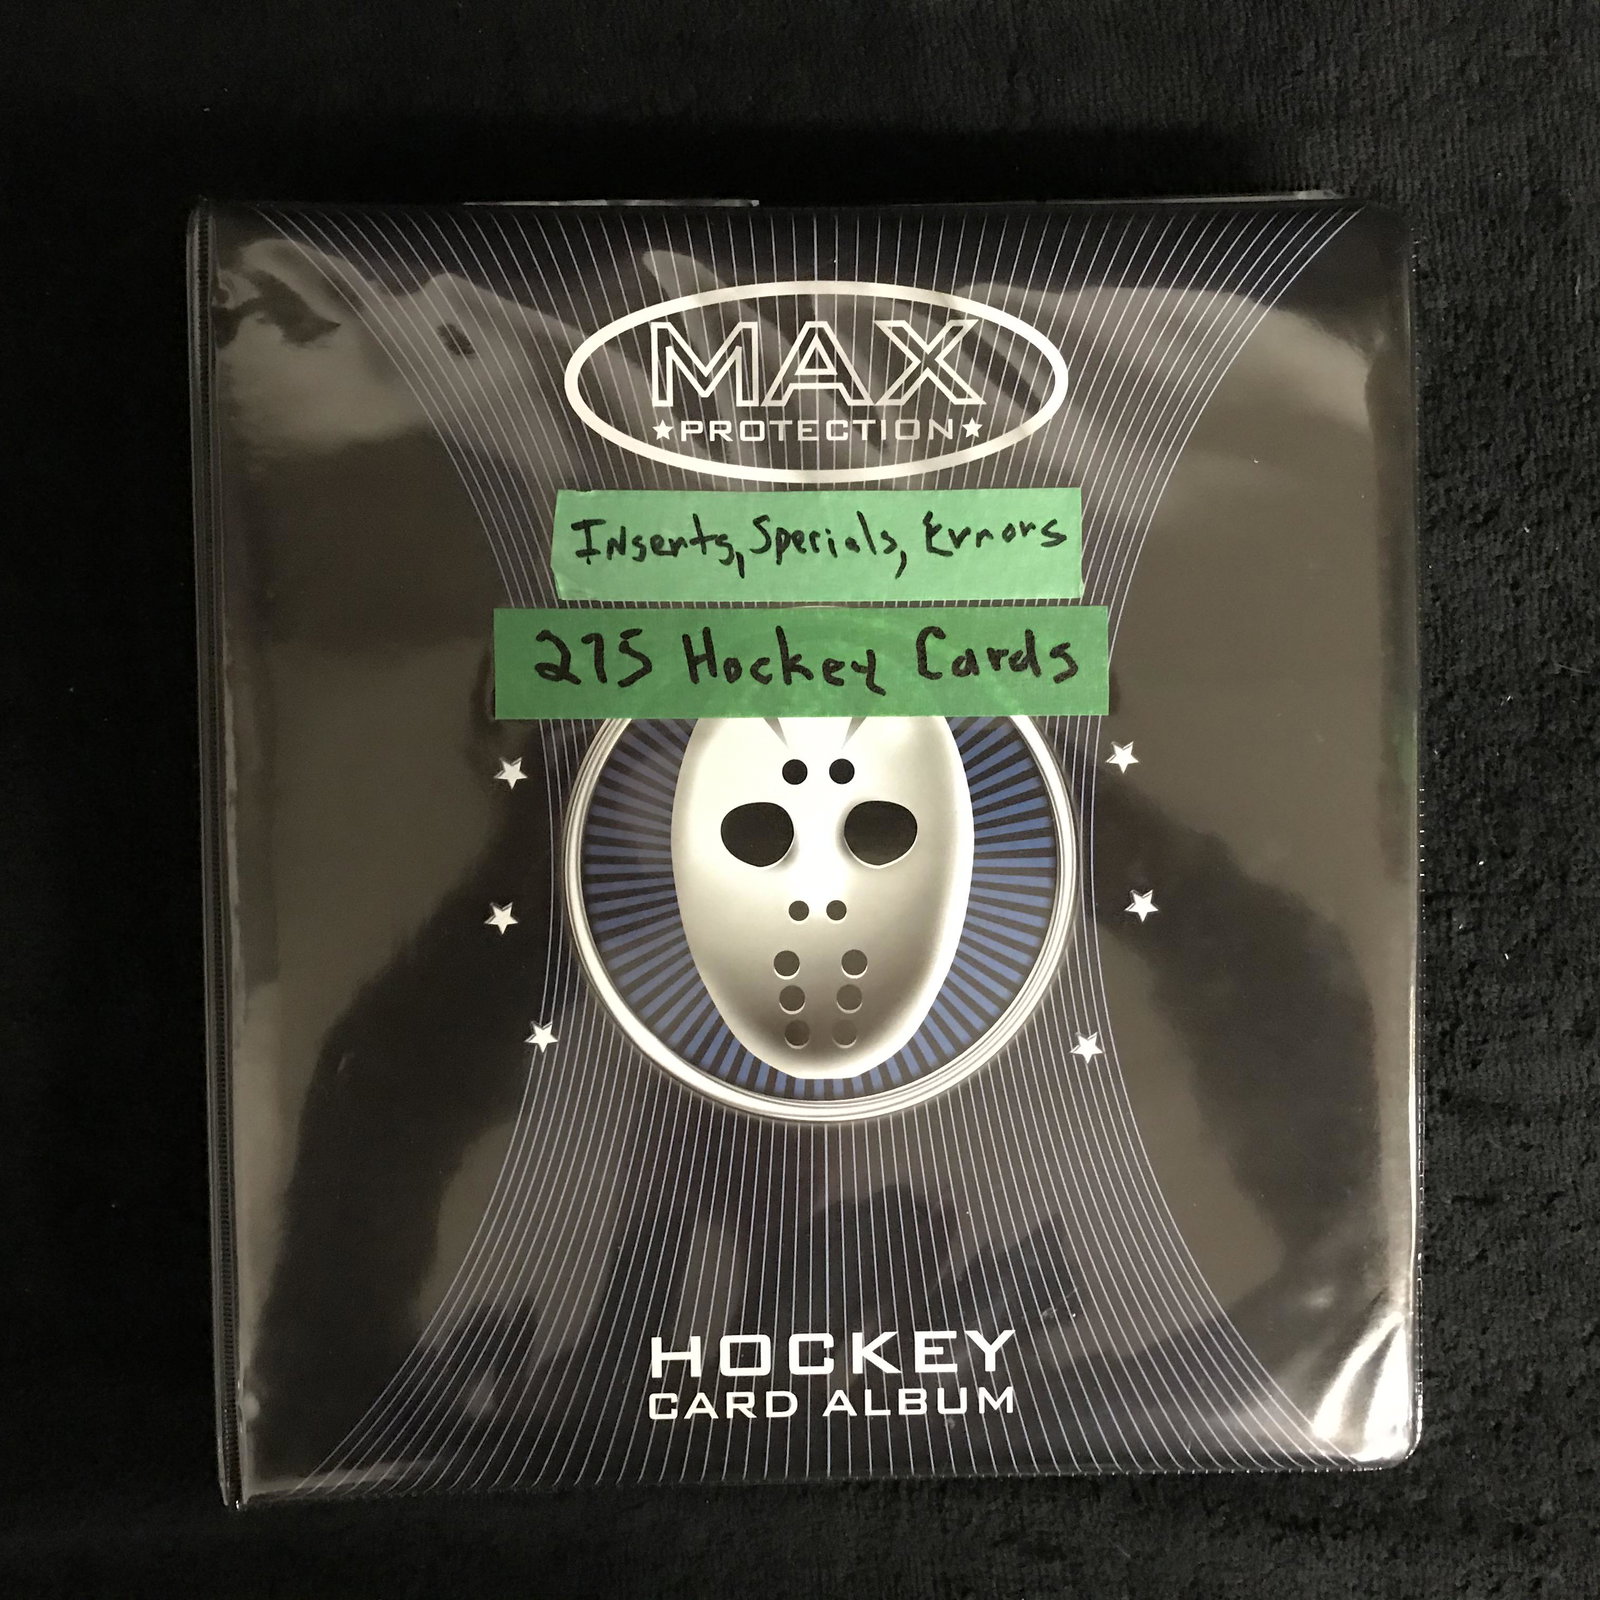 MAX
★PROTECTION★
Inserts, Specials, Errors
275 Hockey Cards
HOCKEY
CARD ALBUM